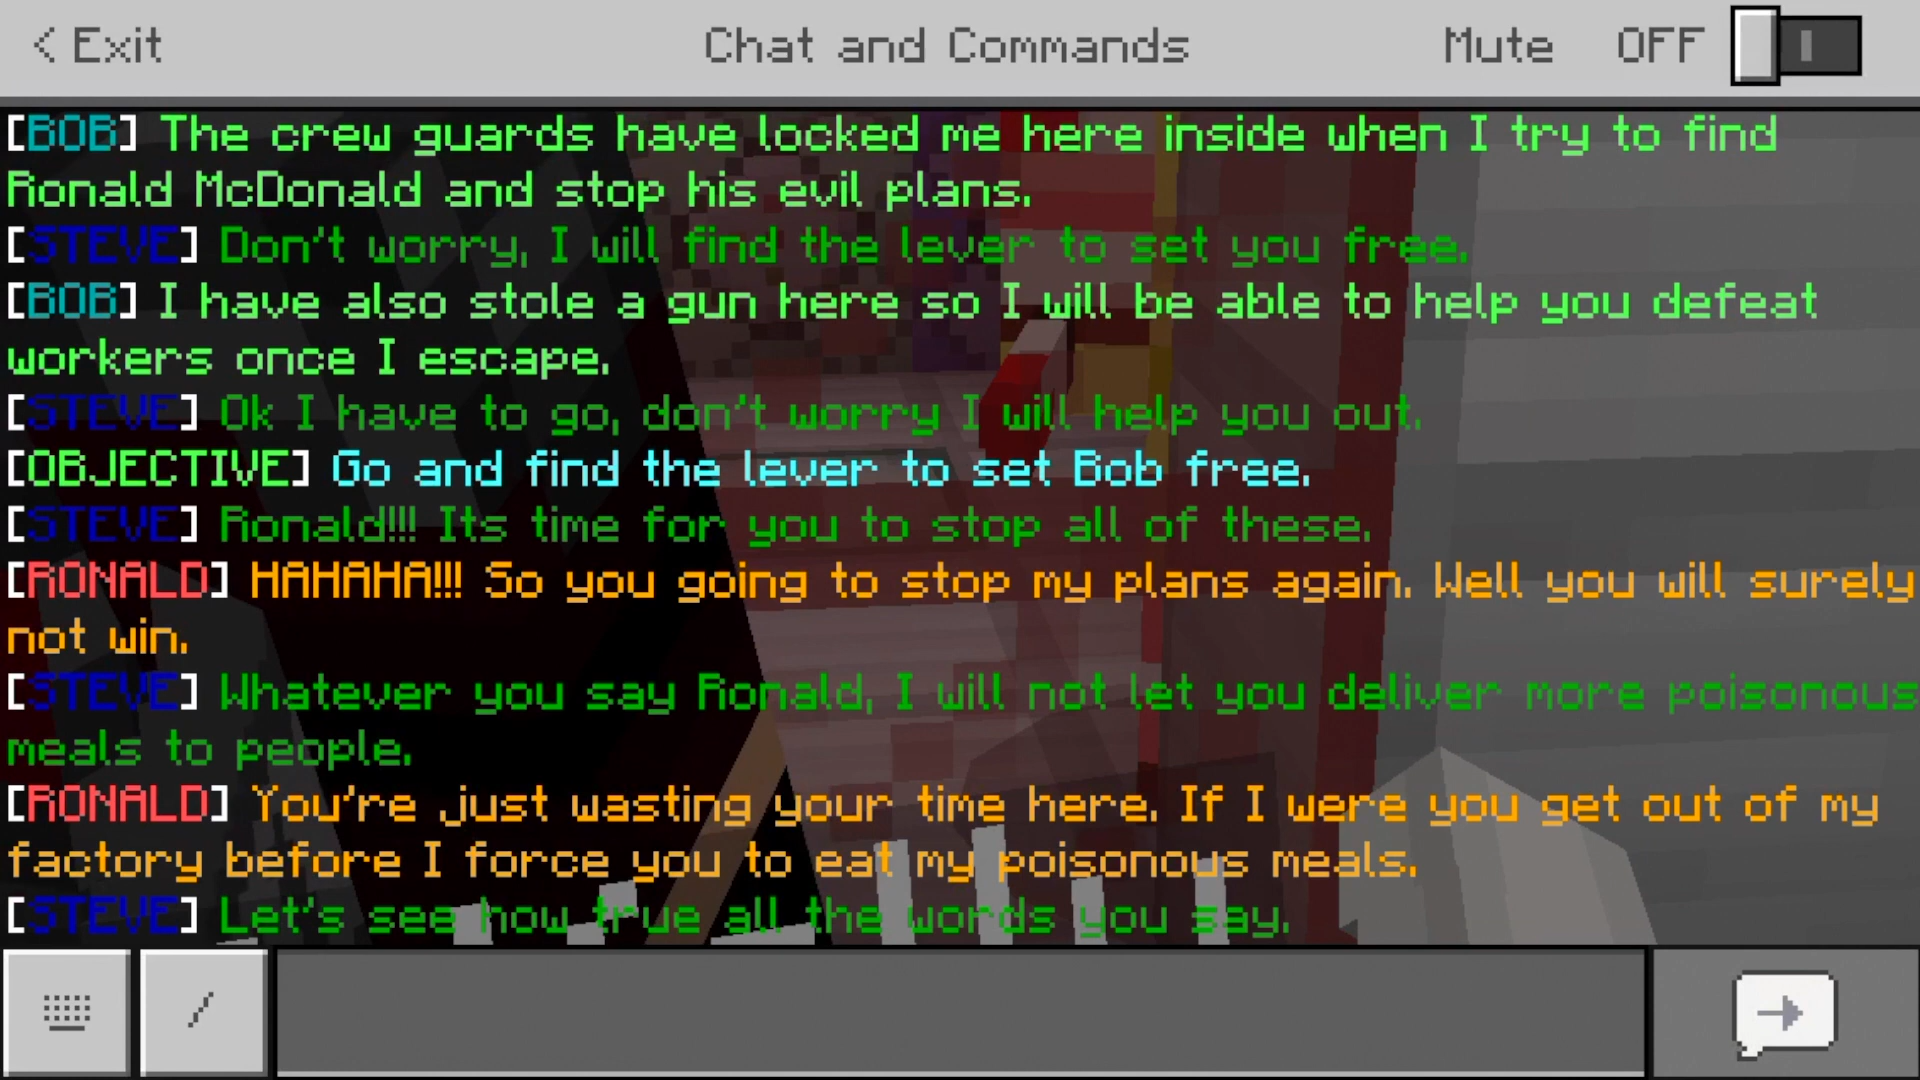 < Exit
Chat and Commands
Mute OFF
[BOB] The crew guards have locked me here inside when I try to find
Ronald McDonald and stop his evil plans.
[STEVE] Don't worry, I will find the lever to set you free.
[BOB] I have also stole a gun here so I will be able to help you defeat
workers once I escape.
[STEVE] Ok I have to go, don't worry I will help you out.
[OBJECTIVE] Go and find the lever to set Bob free.
[STEVE] Ronald!!! Its time for you to stop all of these.
[RONALD] HAHAHA!!! So you going to stop my plans again. Well you will surely
not win.
[STEVE] Whatever you say Ronald, I will not let you deliver more poisonous
meals to people.
[RONALD] You're just wasting your time here. If I were you get out of my
factory before I force you to eat my poisonous meals.
[STEVE] Let's see how true all the words you say.
/